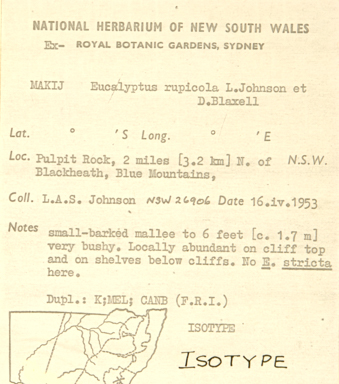 NATIONAL HERBARIUM OF NEW SOUTH WALES
Ex- ROYAL BOTANIC GARDENS, SYDNEY
MAKIJ Eucalyptus rupicola L.Johnson et
D.Blaxell
Lat. ° 'S Long. ° 'E
Loc. Pulpit Rock, 2 miles [3.2 km] N. of N.S.W.
Blackheath, Blue Mountains,
Coll. L.A.S. Johnson NSW 26906 Date 16.iv.1953
Notes small-barked mallee to 6 feet [c. 1.7 m]
very bushy. Locally abundant on cliff top
and on shelves below cliffs. No E. stricta
here.
Dupl.: K;MEL; CANB (F.R.I.)
ISOTYPE
ISOTYPE